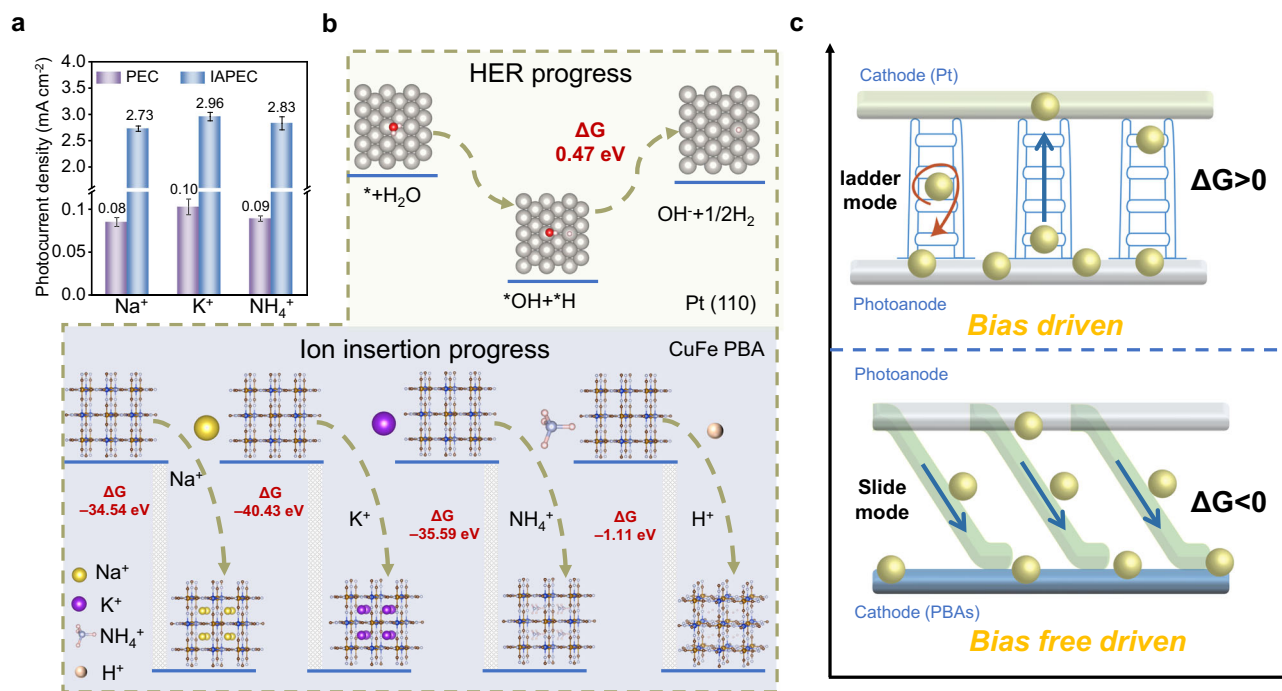 a
Photocurrent density (mA cm⁻²)
4.0
3.5
3.0
2.5
2.0
1.5
0.1
0.0
PEC
IAPEC
2.73
2.96
2.83
0.08
0.10
0.09
Na⁺
K⁺
NH₄⁺
b
HER progress
ΔG
0.47 eV
*+H₂O
*OH+*H
OH⁻+1/2H₂
Pt (110)
Ion insertion progress
CuFe PBA
Na⁺
K⁺
NH₄⁺
H⁺
ΔG
−34.54 eV
ΔG
−40.43 eV
ΔG
−35.59 eV
ΔG
−1.11 eV
Na⁺
K⁺
NH₄⁺
H⁺
c
Cathode (Pt)
ladder
mode
ΔG>0
Photoanode
Bias driven
Photoanode
Slide
mode
ΔG<0
Cathode (PBAs)
Bias free driven